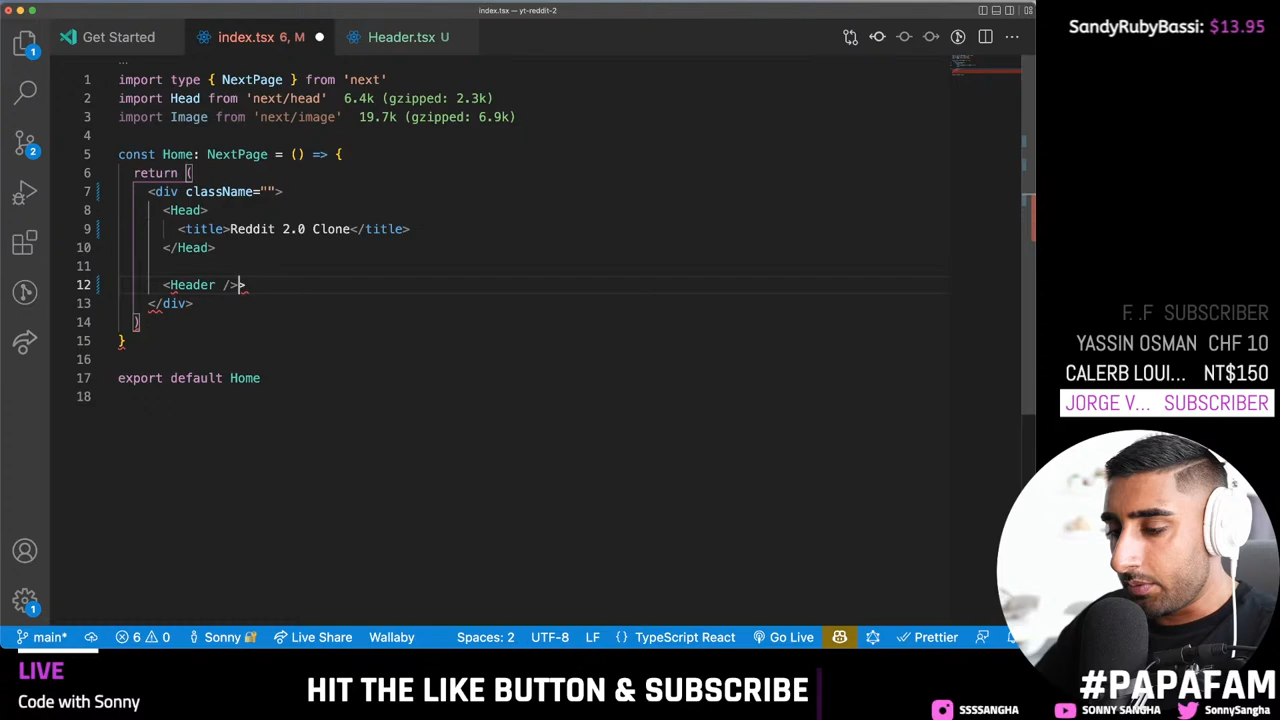 index.tsx — yt-reddit-2
Get Started
index.tsx 6, M
Header.tsx U
SandyRubyBassi: $13.95
...
1 import type { NextPage } from 'next'
2 import Head from 'next/head' 6.4k (gzipped: 2.3k)
3 import Image from 'next/image' 19.7k (gzipped: 6.9k)
4
5 const Home: NextPage = () => {
6 return (
7 <div className="">
8 <Head>
9 <title>Reddit 2.0 Clone</title>
10 </Head>
11
12 <Header />>
13 </div>
14 )
15 }
16
17 export default Home
18
1
2
1
F. .F SUBSCRIBER
YASSIN OSMAN CHF 10
CALERB LOUI... NT$150
JORGE V... SUBSCRIBER
main* 6 0 Sonny Live Share Wallaby Spaces: 2 UTF-8 LF {} TypeScript React Go Live Prettier
LIVE
Code with Sonny
HIT THE LIKE BUTTON & SUBSCRIBE
#PAPAFAM
SSSSANGHA SONNY SANGHA SonnySangha